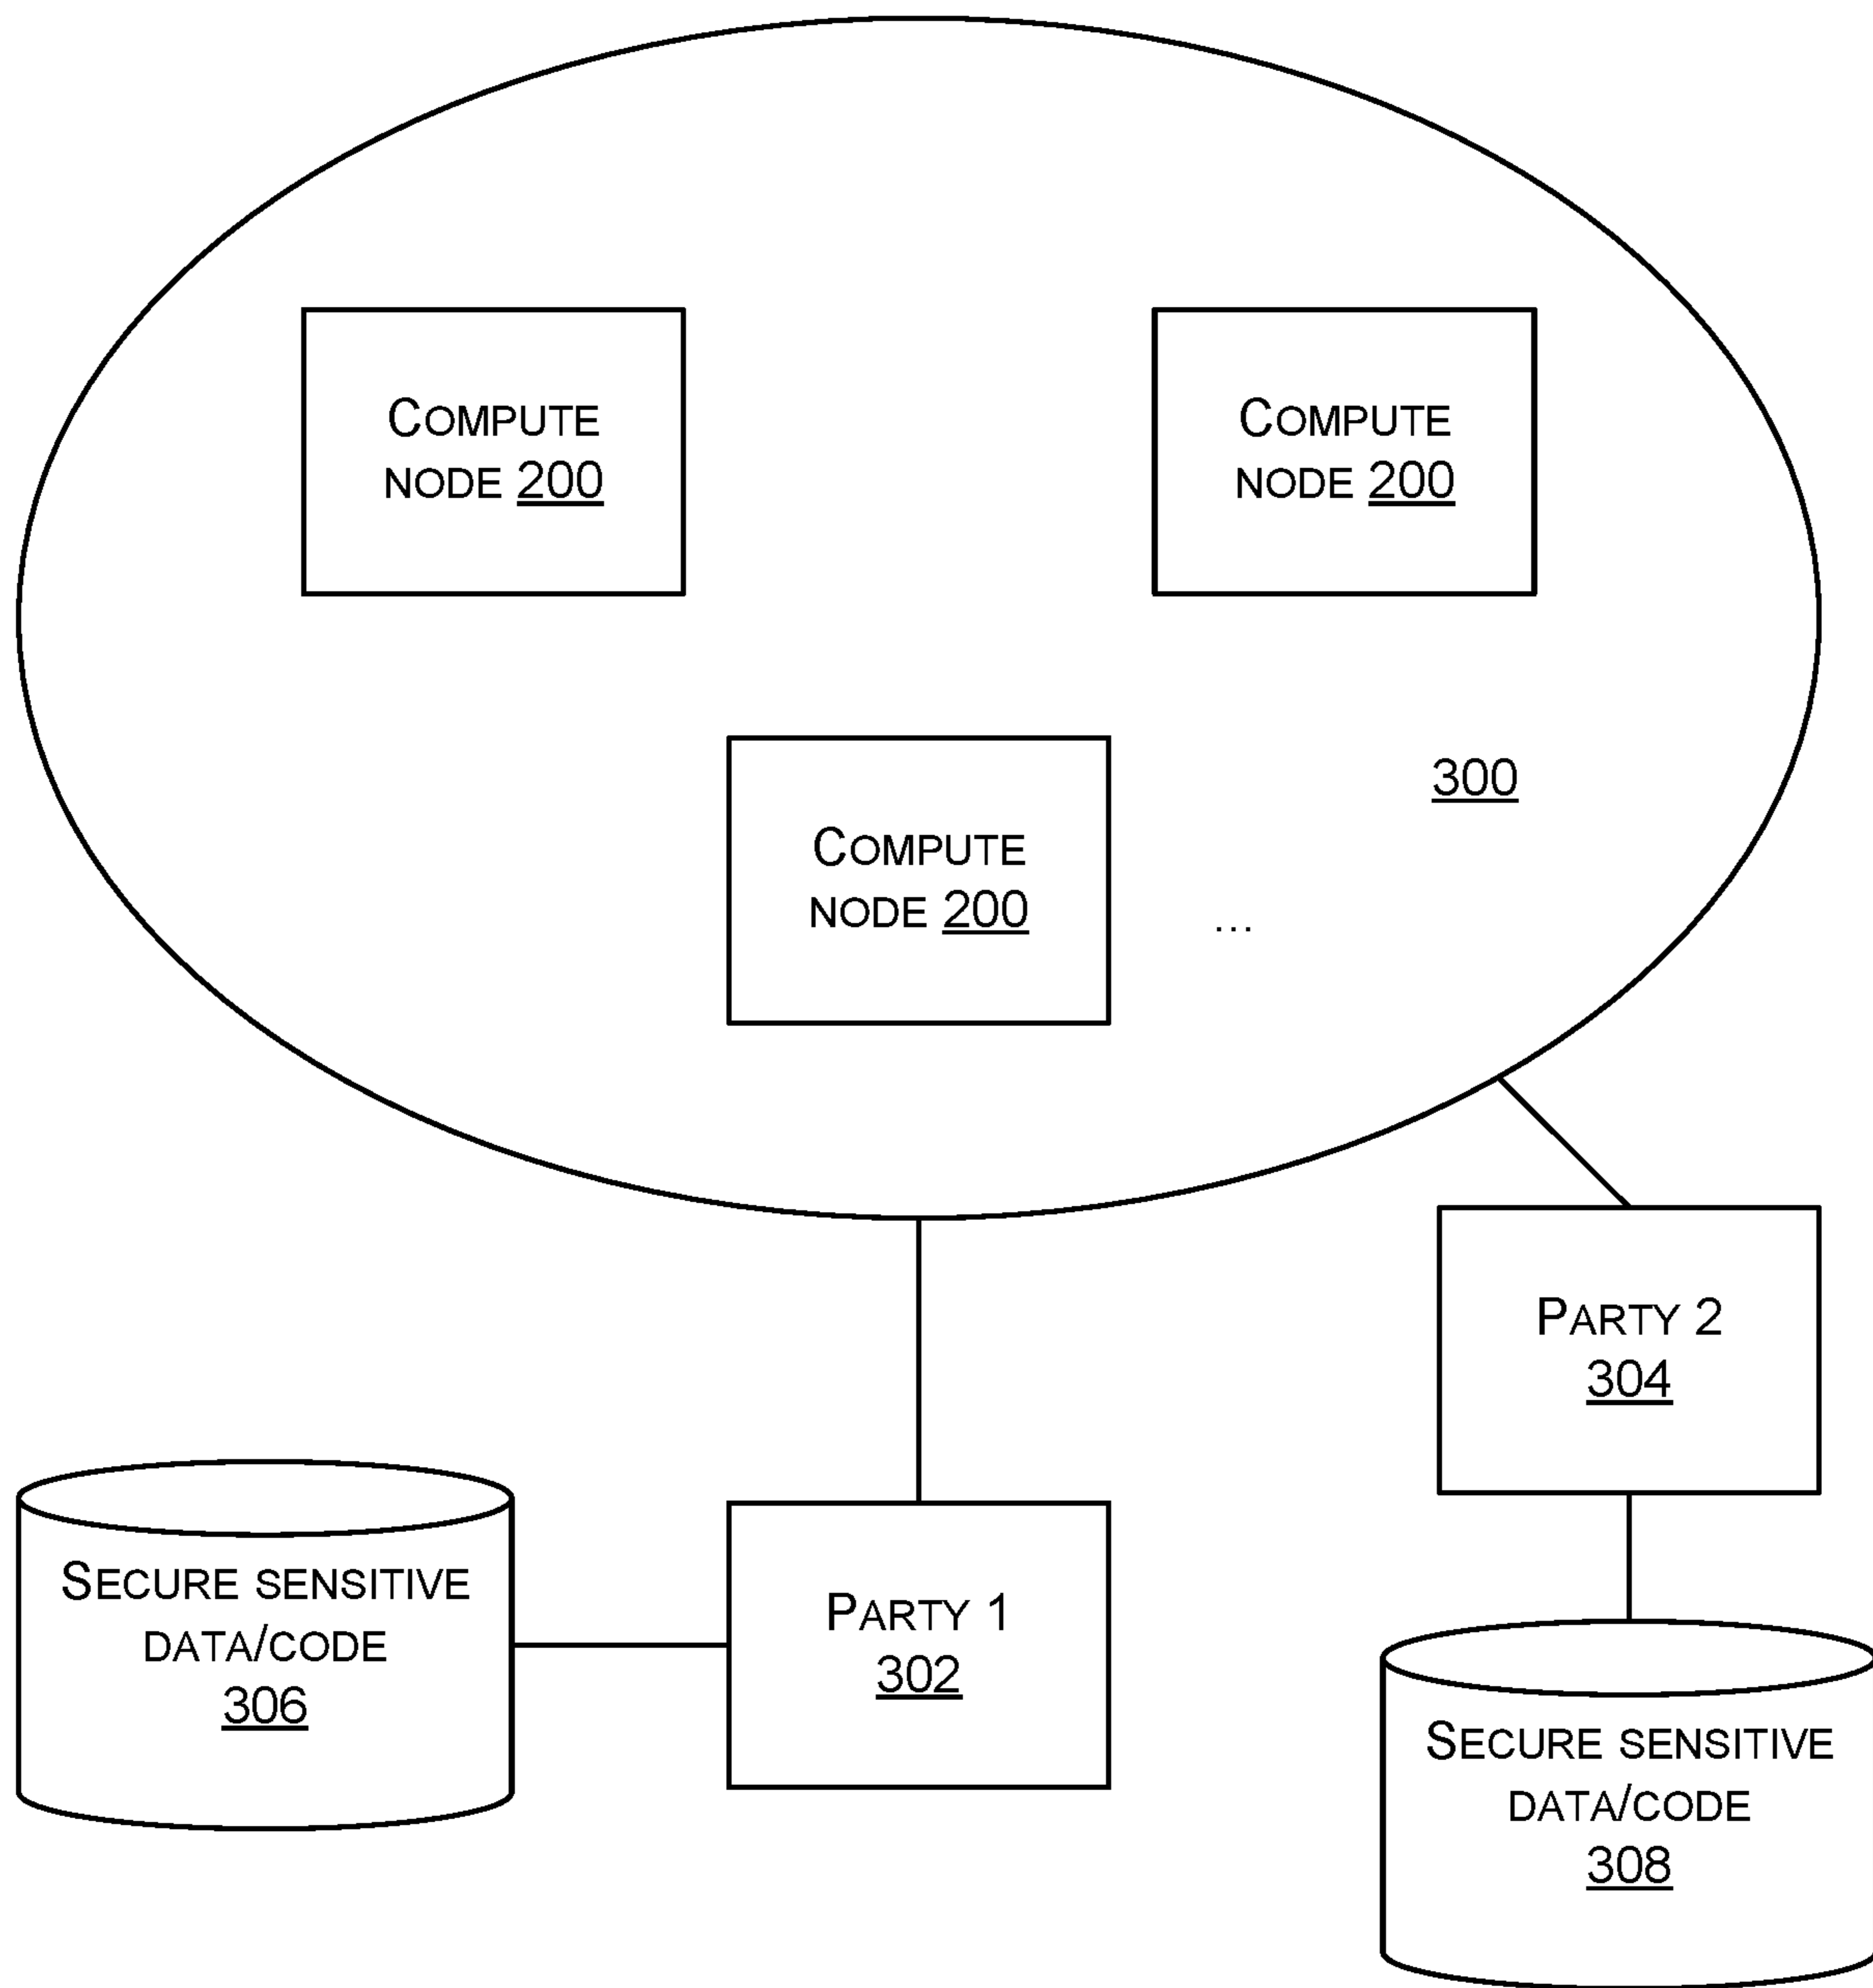 COMPUTE
NODE 200
COMPUTE
NODE 200
300
COMPUTE
NODE 200
...
PARTY 2
304
SECURE SENSITIVE
DATA/CODE
306
PARTY 1
302
SECURE SENSITIVE
DATA/CODE
308